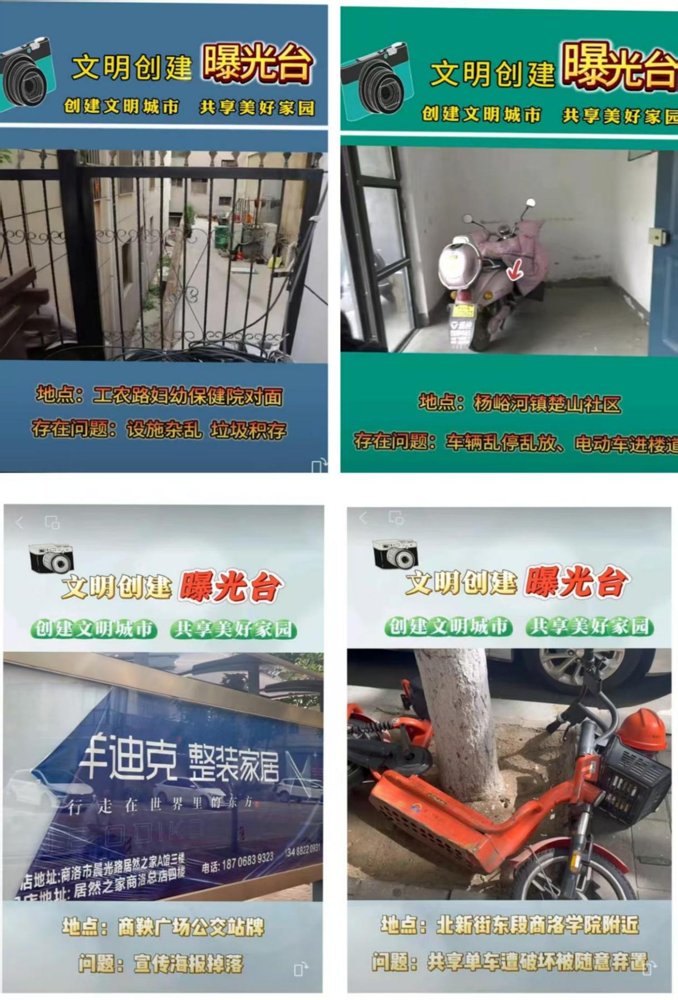 文明创建 曝光台
创建文明城市 共享美好家园
地点：工农路妇幼保健院对面
存在问题：设施杂乱 垃圾积存
文明创建 曝光台
创建文明城市 共享美好家园
地点：杨峪河镇楚山社区
存在问题：车辆乱停乱放、电动车进楼道
文明创建 曝光台
创建文明城市 共享美好家园
迪克 整装家居
行走在世界里的东方
店地址:商洛市晨光路居然之家A馆三楼
店地址:居然之家商洛总店四楼
电话:187 0683 9323 134 8822 0931
地点：商鞅广场公交站牌
问题：宣传海报掉落
文明创建 曝光台
创建文明城市 共享美好家园
地点：北新街东段商洛学院附近
问题：共享单车遭破坏被随意弃置